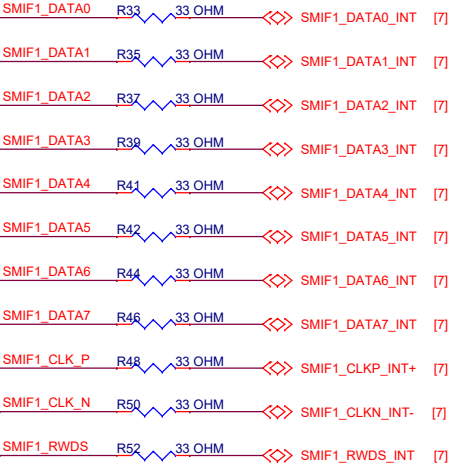 SMIF1_DATA0 R33 33 OHM SMIF1_DATA0_INT [7]
SMIF1_DATA1 R35 33 OHM SMIF1_DATA1_INT [7]
SMIF1_DATA2 R37 33 OHM SMIF1_DATA2_INT [7]
SMIF1_DATA3 R39 33 OHM SMIF1_DATA3_INT [7]
SMIF1_DATA4 R41 33 OHM SMIF1_DATA4_INT [7]
SMIF1_DATA5 R42 33 OHM SMIF1_DATA5_INT [7]
SMIF1_DATA6 R44 33 OHM SMIF1_DATA6_INT [7]
SMIF1_DATA7 R46 33 OHM SMIF1_DATA7_INT [7]
SMIF1_CLK_P R48 33 OHM SMIF1_CLKP_INT+ [7]
SMIF1_CLK_N R50 33 OHM SMIF1_CLKN_INT- [7]
SMIF1_RWDS R52 33 OHM SMIF1_RWDS_INT [7]